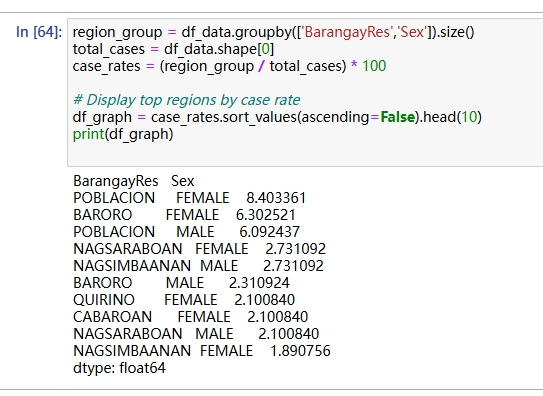 In [64]: region_group = df_data.groupby(['BarangayRes','Sex']).size()
total_cases = df_data.shape[0]
case_rates = (region_group / total_cases) * 100
# Display top regions by case rate
df_graph = case_rates.sort_values(ascending=False).head(10)
print(df_graph)
BarangayRes Sex
POBLACION FEMALE 8.403361
BARORO FEMALE 6.302521
POBLACION MALE 6.092437
NAGSARABOAN FEMALE 2.731092
NAGSIMBAANAN MALE 2.731092
BARORO MALE 2.310924
QUIRINO FEMALE 2.100840
CABAROAN FEMALE 2.100840
NAGSARABOAN MALE 2.100840
NAGSIMBAANAN FEMALE 1.890756
dtype: float64